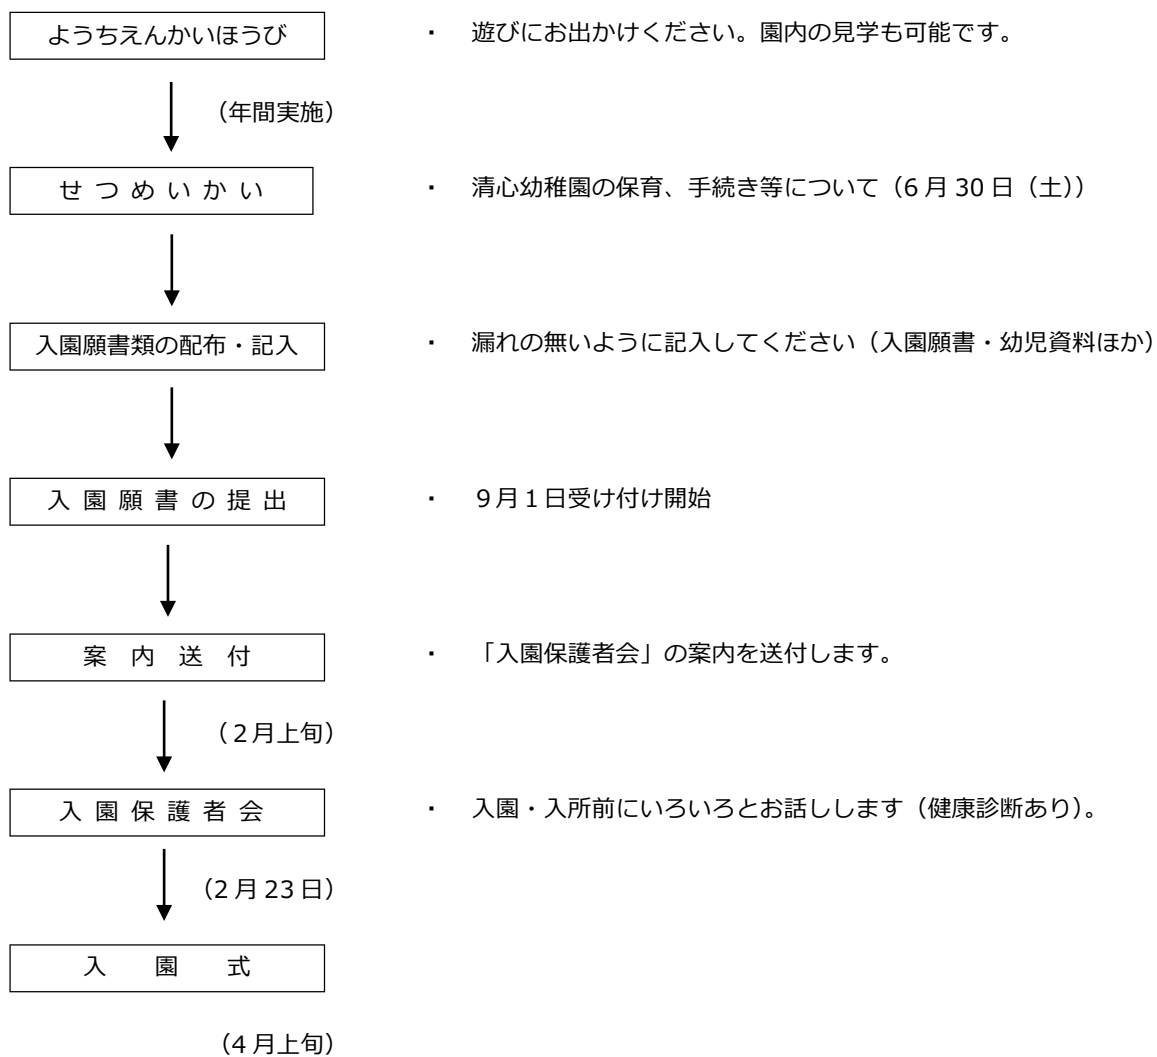 ようちえんかいほうび ・ 遊びにお出かけください。園内の見学も可能です。
（年間実施）
せつめいかい ・ 清心幼稚園の保育、手続き等について（6月30日（土））
入園願書類の配布・記入 ・ 漏れの無いように記入してください（入園願書・幼児資料ほか）
入園願書の提出 ・ ９月１日受け付け開始
案内送付 ・ 「入園保護者会」の案内を送付します。
（２月上旬）
入園保護者会 ・ 入園・入所前にいろいろとお話しします（健康診断あり）。
（2月23日）
入園式
（4月上旬）